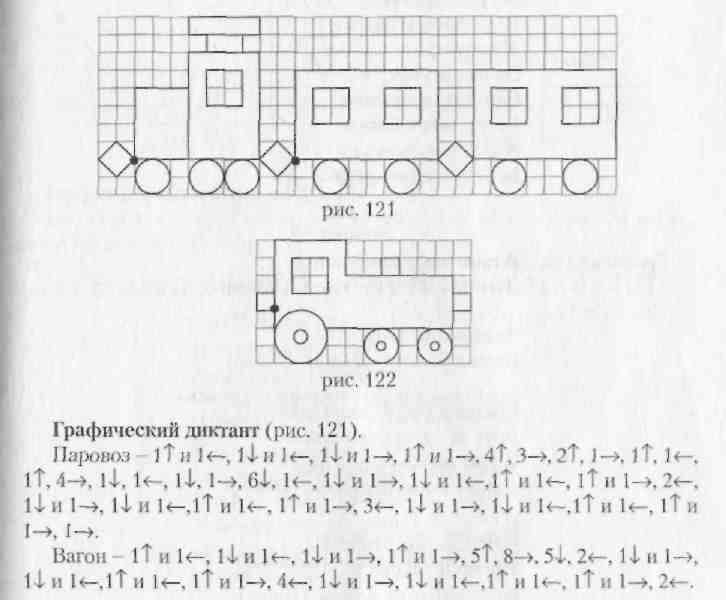 рис. 121
рис. 122
Графический диктант (рис. 121).
Паровоз – 1↑ и 1←, 1↓ и 1←, 1↓ и 1→, 1↑ и 1→, 4↑, 3→, 2↑, 1→, 1↑, 1←,
1↑, 4→, 1↓, 1←, 1↓, 1→, 6↓, 1←, 1↓ и 1→, 1↓ и 1←,1↑ и 1←, 1↑ и 1→, 2←,
1↓ и 1→, 1↓ и 1←,1↑ и 1←, 1↑ и 1→, 3←, 1↓ и 1→, 1↓ и 1←,1↑ и 1←, 1↑ и
1→, 1→.
Вагон – 1↑ и 1←, 1↓ и 1←, 1↓ и 1→, 1↑ и 1→, 5↑, 8→, 5↓, 2←, 1↓ и 1→,
1↓ и 1←,1↑ и 1←, 1↑ и 1→, 4←, 1↓ и 1→, 1↓ и 1←,1↑ и 1←, 1↑ и 1→, 2←.